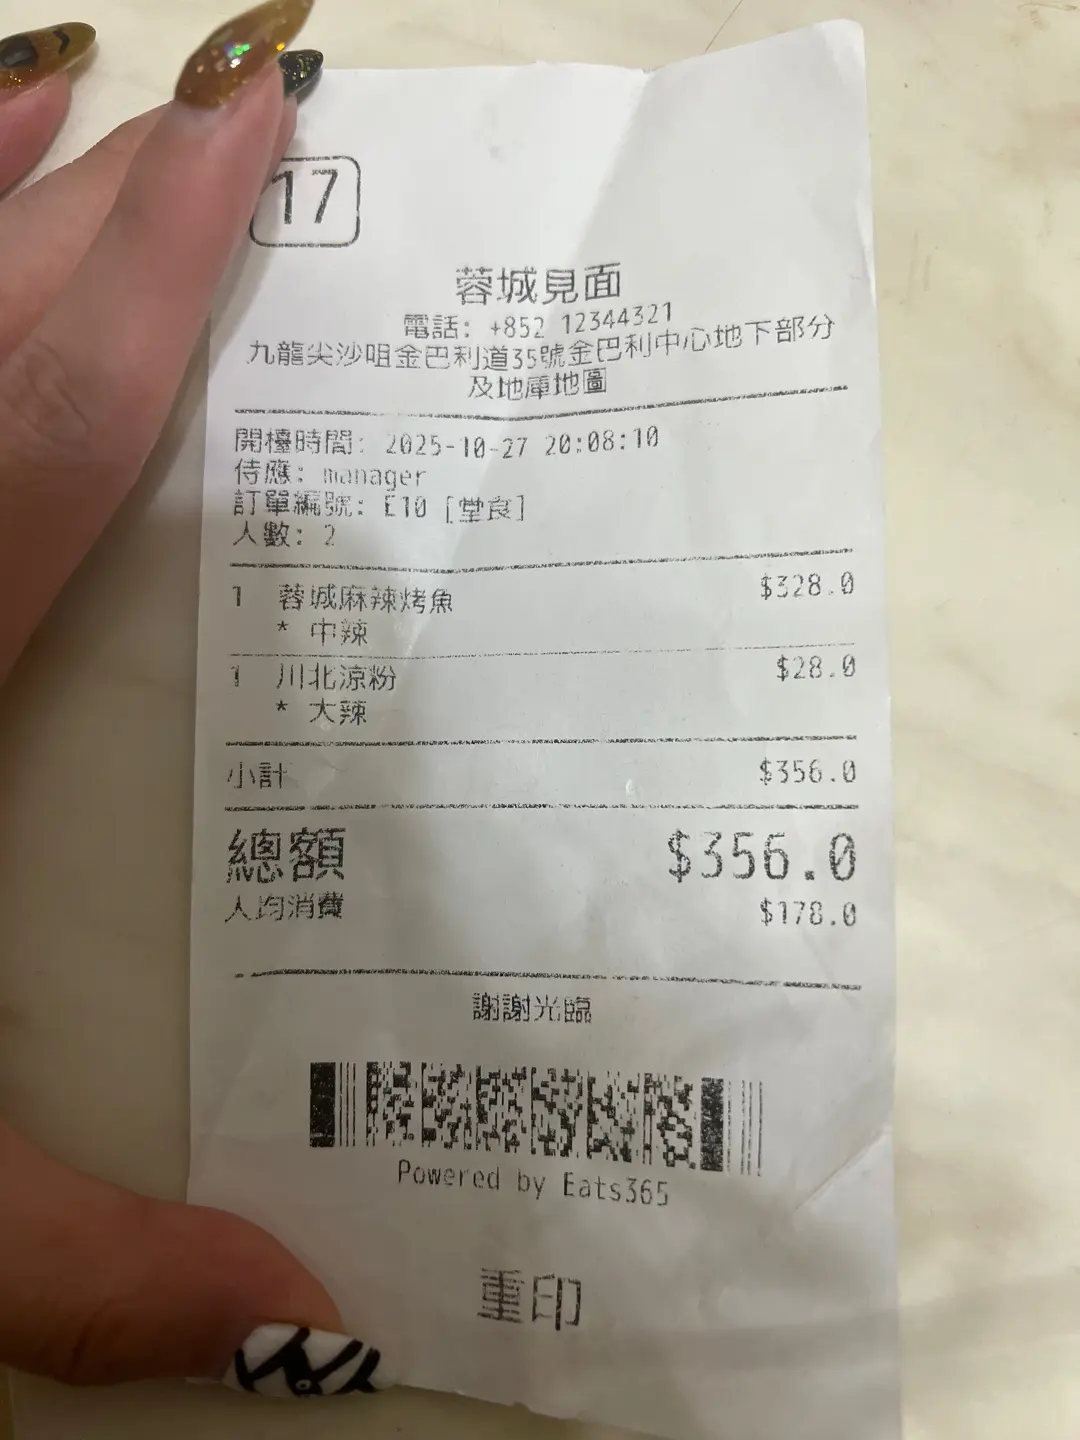 17
蓉城見面
電話: +852 12344321
九龍尖沙咀金巴利道35號金巴利中心地下部分
及地庫地圖
開檯時間: 2025-10-27 20:08:10
侍應: manager
訂單編號: E10 [堂食]
人數: 2
1 蓉城麻辣烤魚 $328.0
* 中辣
1 川北涼粉 $28.0
* 大辣
小計 $356.0
總額 $356.0
人均消費 $178.0
謝謝光臨
Powered by Eats365
重印